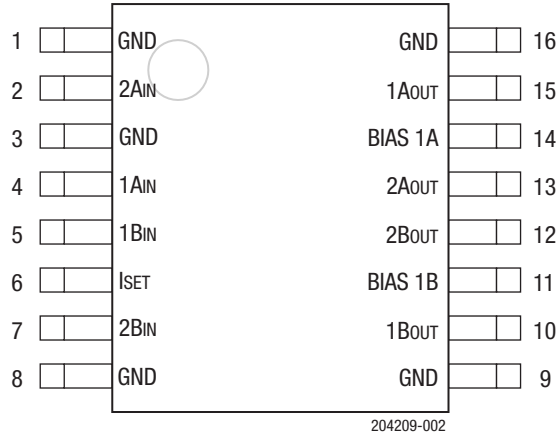 1 GND GND 16
2 2AIN 1AOUT 15
3 GND BIAS 1A 14
4 1AIN 2AOUT 13
5 1BIN 2BOUT 12
6 ISET BIAS 1B 11
7 2BIN 1BOUT 10
8 GND GND 9
204209-002